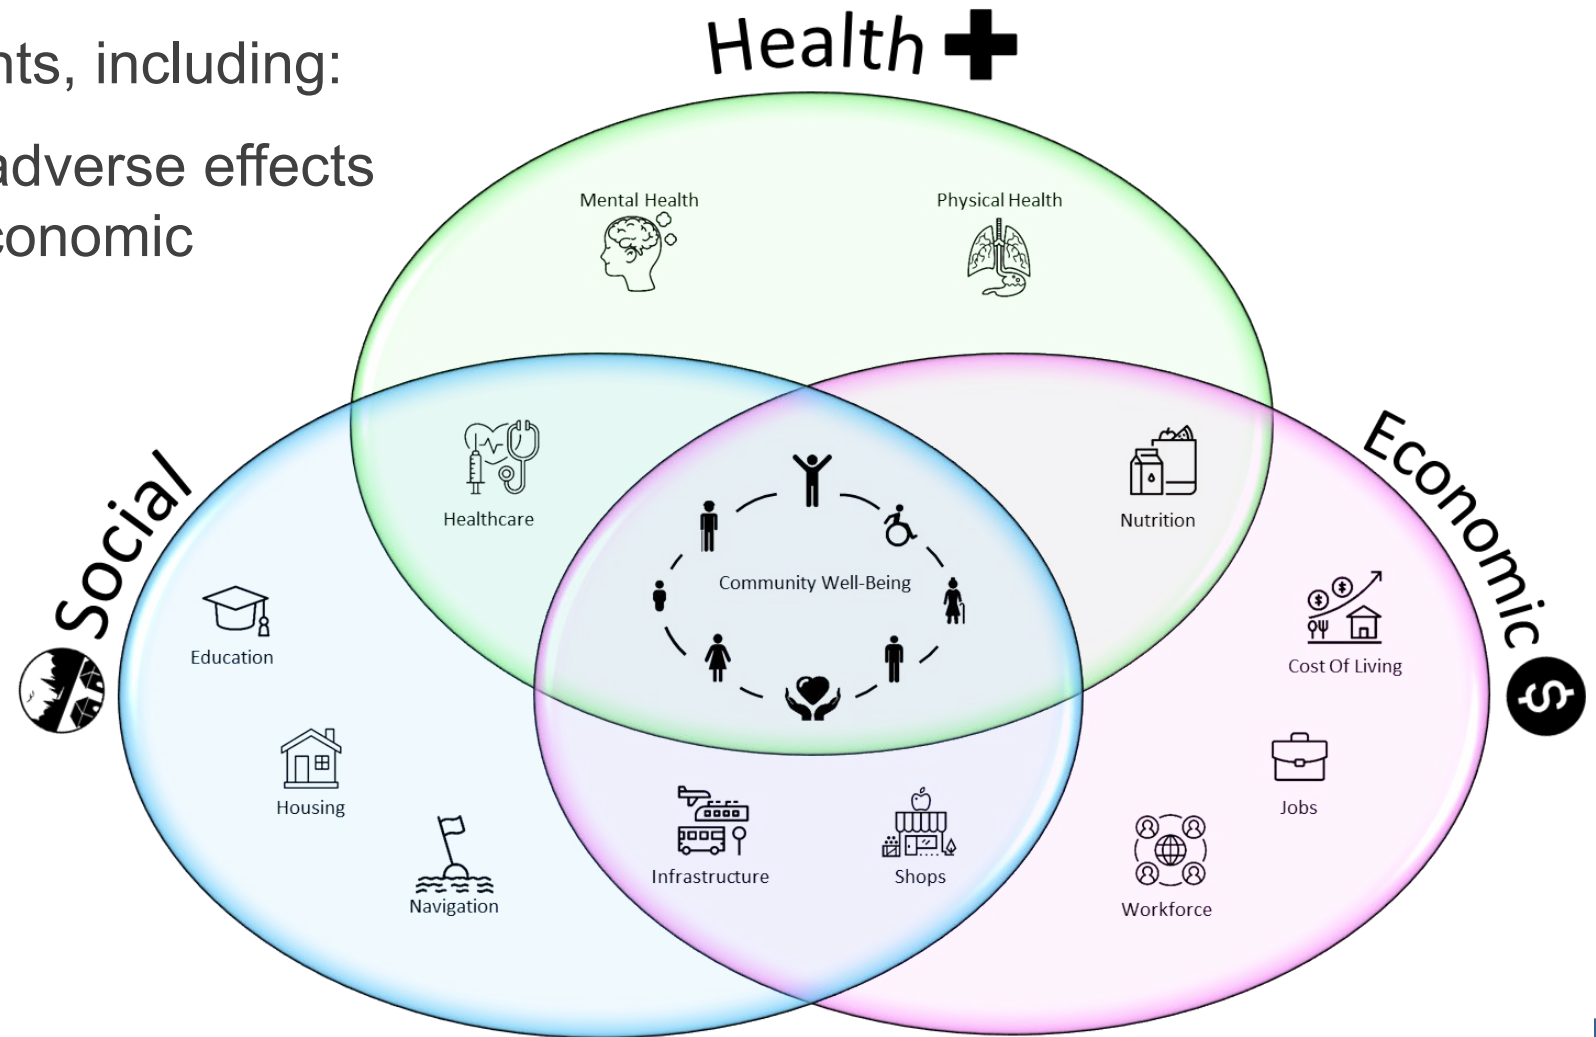 nts, including:
adverse effects
conomic
Health
Mental Health
Physical Health
Social
Economic
Healthcare
Nutrition
Community Well-Being
Education
Cost Of Living
Housing
Jobs
Navigation
Infrastructure
Shops
Workforce